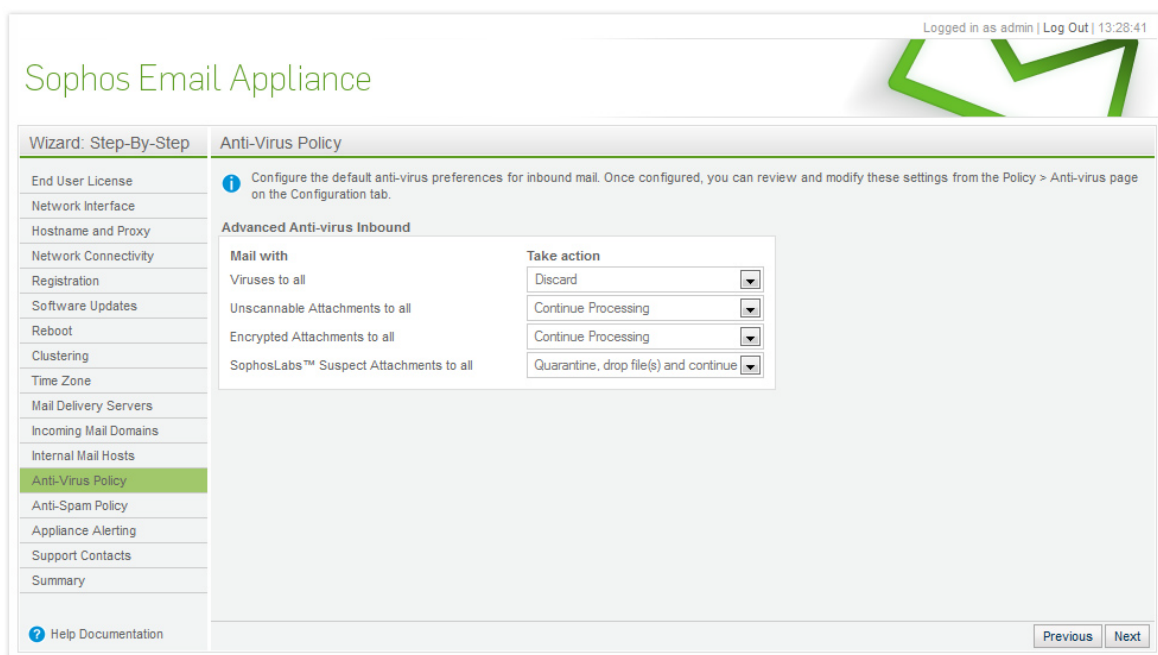 Logged in as admin | Log Out | 13:28:41
Sophos Email Appliance
Wizard: Step-By-Step
End User License
Network Interface
Hostname and Proxy
Network Connectivity
Registration
Software Updates
Reboot
Clustering
Time Zone
Mail Delivery Servers
Incoming Mail Domains
Internal Mail Hosts
Anti-Virus Policy
Anti-Spam Policy
Appliance Alerting
Support Contacts
Summary
Help Documentation
Anti-Virus Policy
Configure the default anti-virus preferences for inbound mail. Once configured, you can review and modify these settings from the Policy > Anti-virus page
on the Configuration tab.
Advanced Anti-virus Inbound
Mail with Take action
Viruses to all Discard
Unscannable Attachments to all Continue Processing
Encrypted Attachments to all Continue Processing
SophosLabs™ Suspect Attachments to all Quarantine, drop file(s) and continue
Previous Next